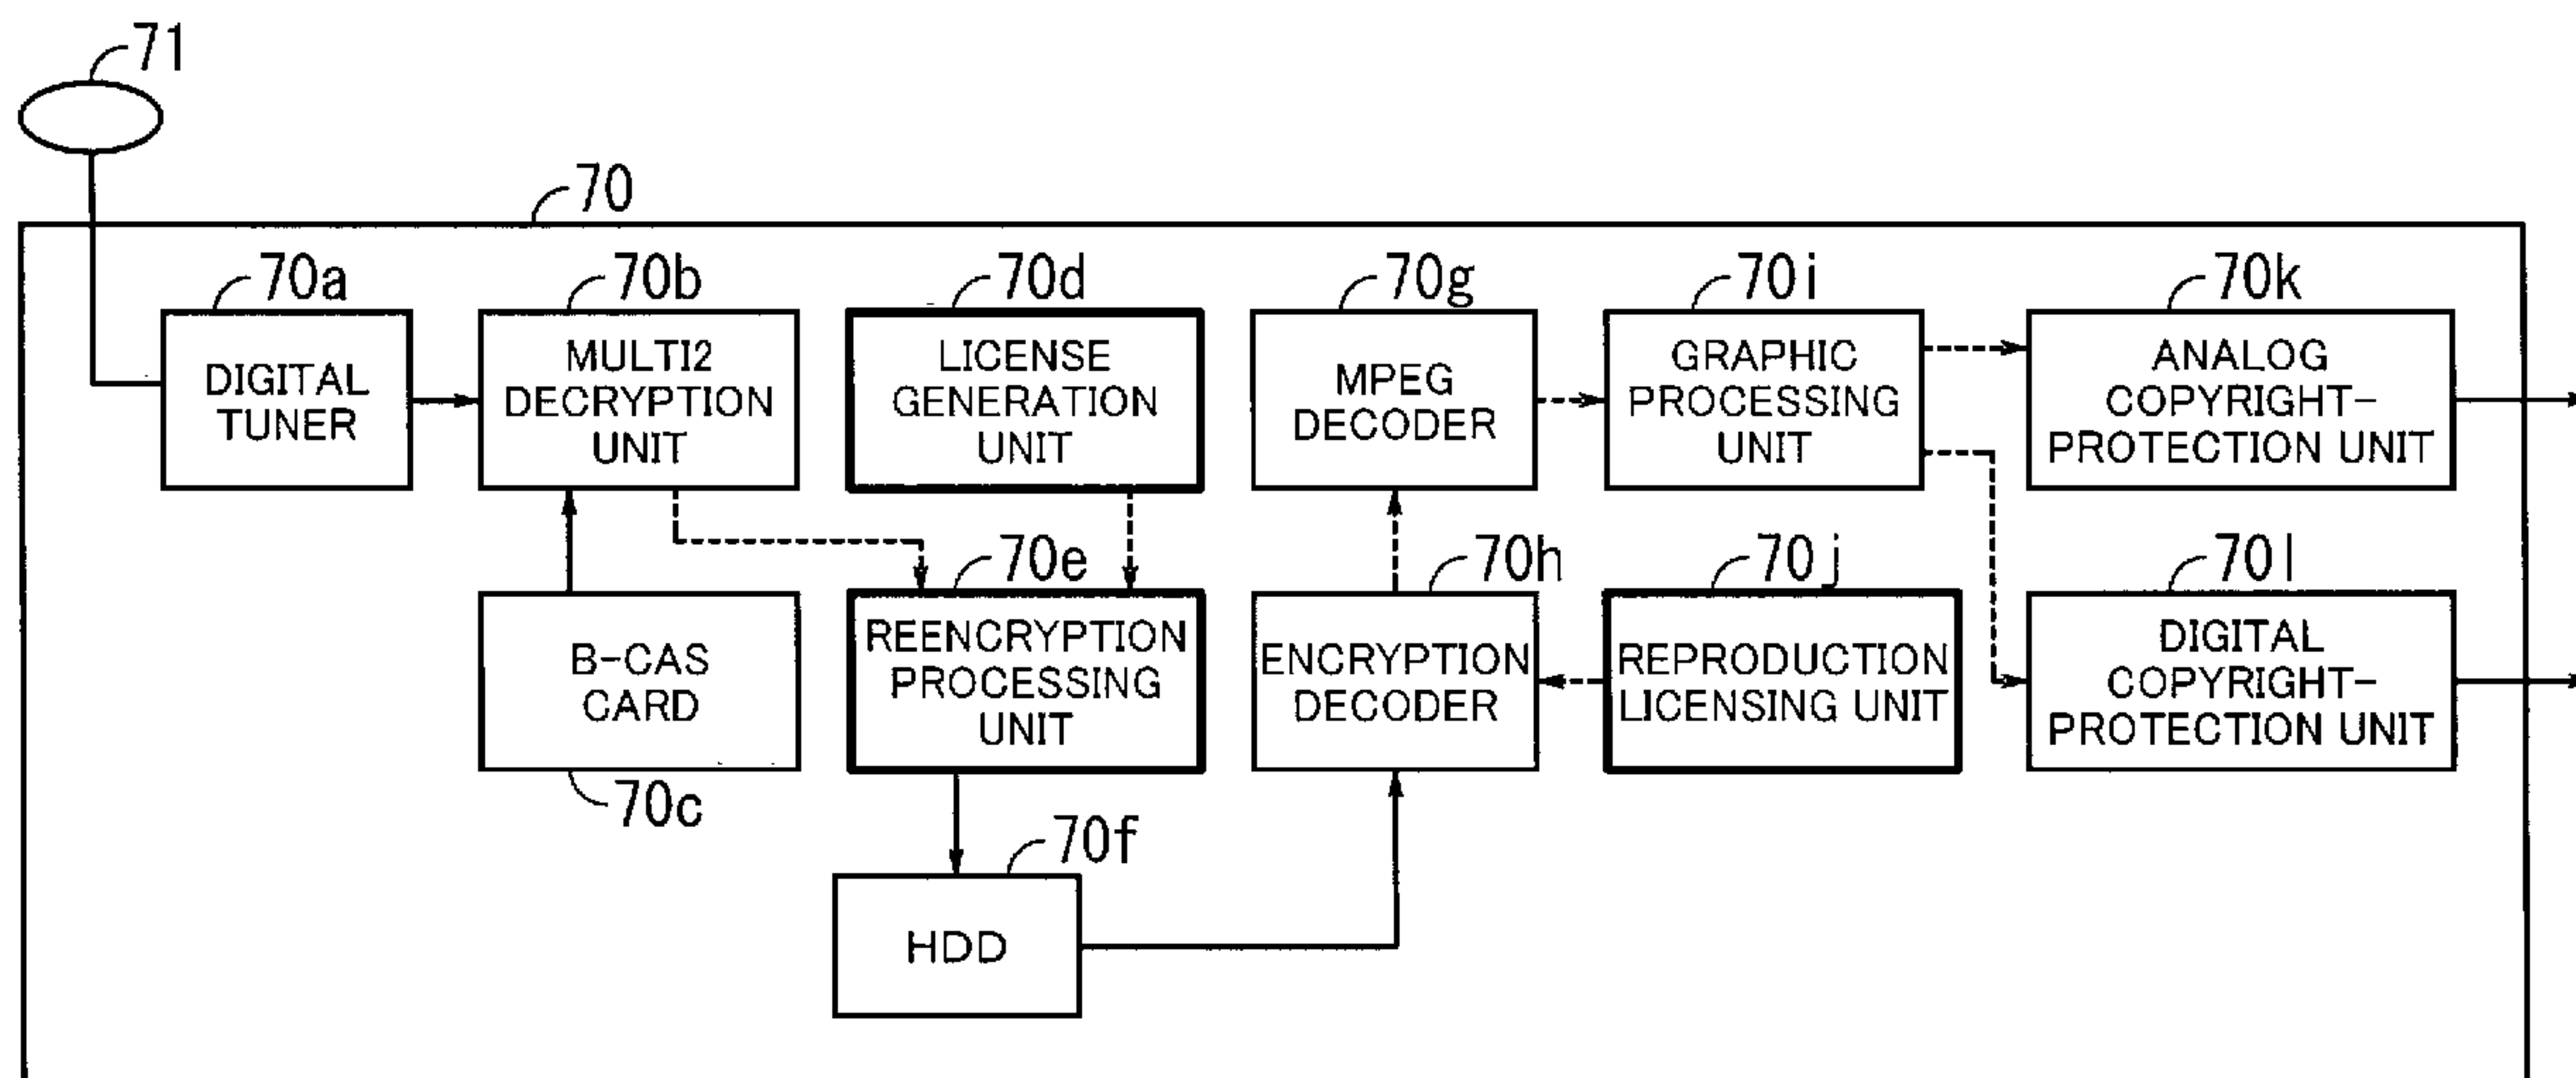 71
70
70a
70b
70d
70g
70i
70k
DIGITAL
TUNER
MULTI2
DECRYPTION
UNIT
LICENSE
GENERATION
UNIT
MPEG
DECODER
GRAPHIC
PROCESSING
UNIT
ANALOG
COPYRIGHT-
PROTECTION UNIT
70e
70h
70j
70l
B-CAS
CARD
REENCRYPTION
PROCESSING
UNIT
ENCRYPTION
DECODER
REPRODUCTION
LICENSING UNIT
DIGITAL
COPYRIGHT-
PROTECTION UNIT
70c
70f
HDD